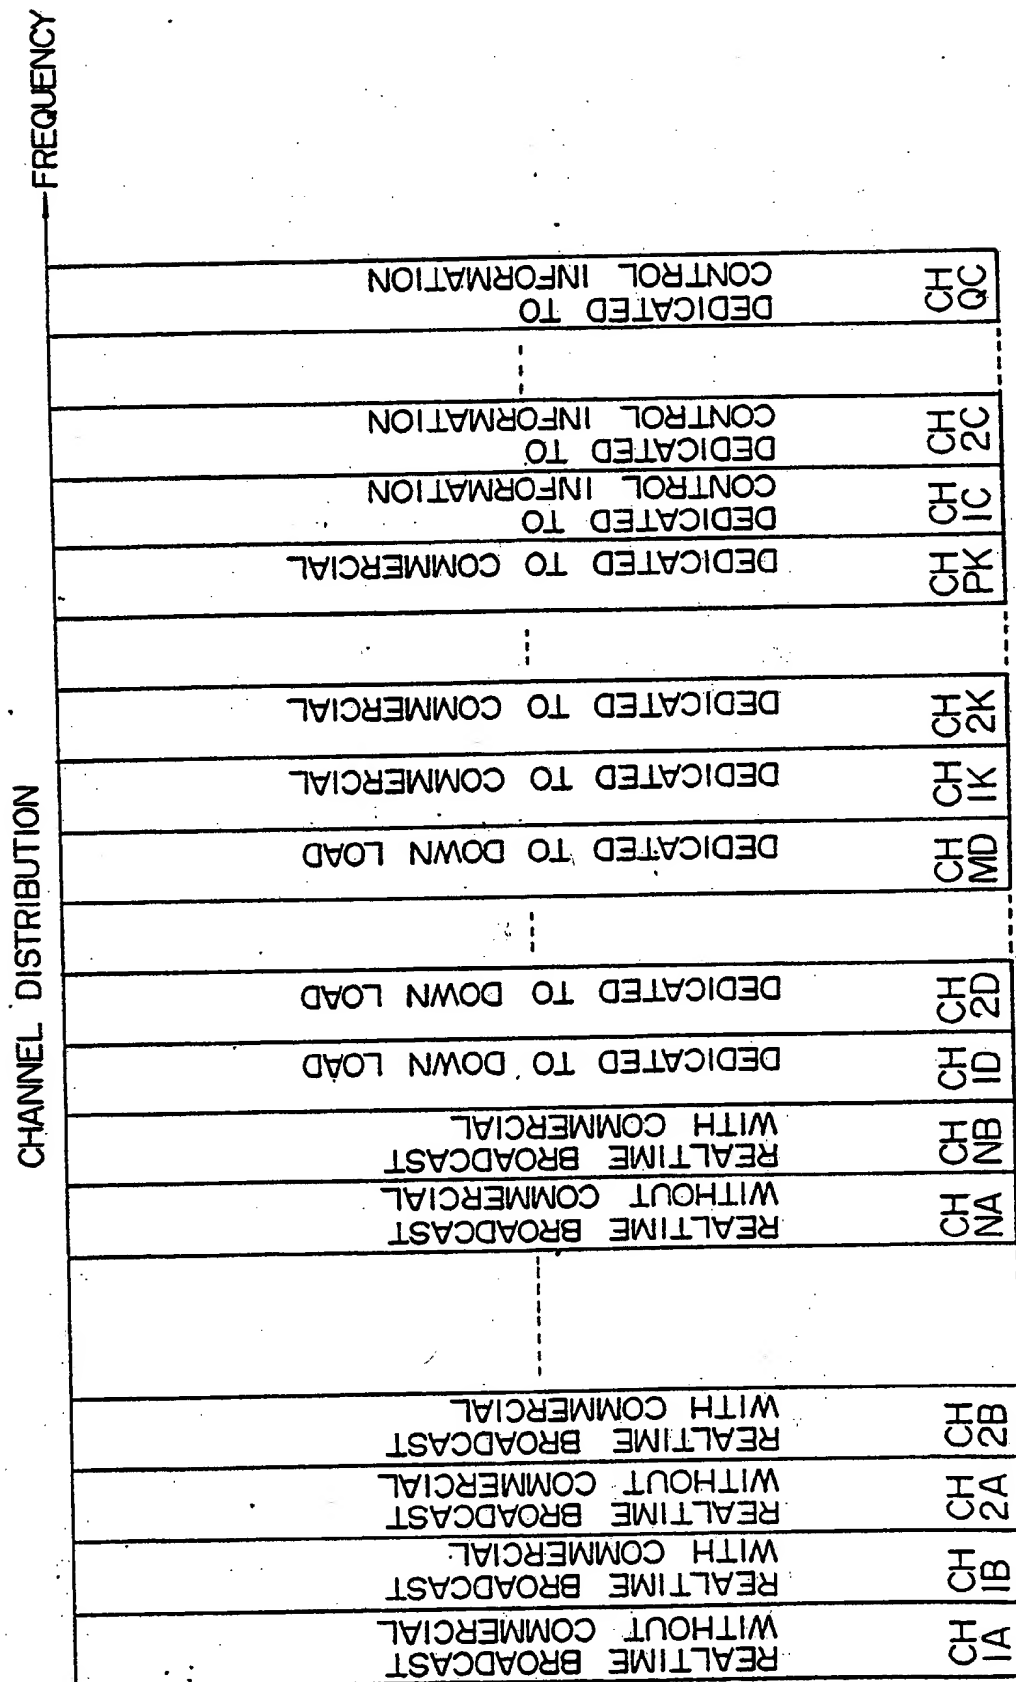 CHANNEL DISTRIBUTION
FREQUENCY
CH
1A
REALTIME BROADCAST
WITHOUT COMMERCIAL
CH
1B
REALTIME BROADCAST
WITH COMMERCIAL
CH
2A
REALTIME BROADCAST
WITHOUT COMMERCIAL
CH
2B
REALTIME BROADCAST
WITH COMMERCIAL
CH
NA
REALTIME BROADCAST
WITHOUT COMMERCIAL
CH
NB
REALTIME BROADCAST
WITH COMMERCIAL
CH
1D
DEDICATED TO DOWN LOAD
CH
2D
DEDICATED TO DOWN LOAD
CH
MD
DEDICATED TO DOWN LOAD
CH
1K
DEDICATED TO COMMERCIAL
CH
2K
DEDICATED TO COMMERCIAL
CH
PK
DEDICATED TO COMMERCIAL
CH
1C
DEDICATED TO
CONTROL INFORMATION
CH
2C
DEDICATED TO
CONTROL INFORMATION
CH
QC
DEDICATED TO
CONTROL INFORMATION